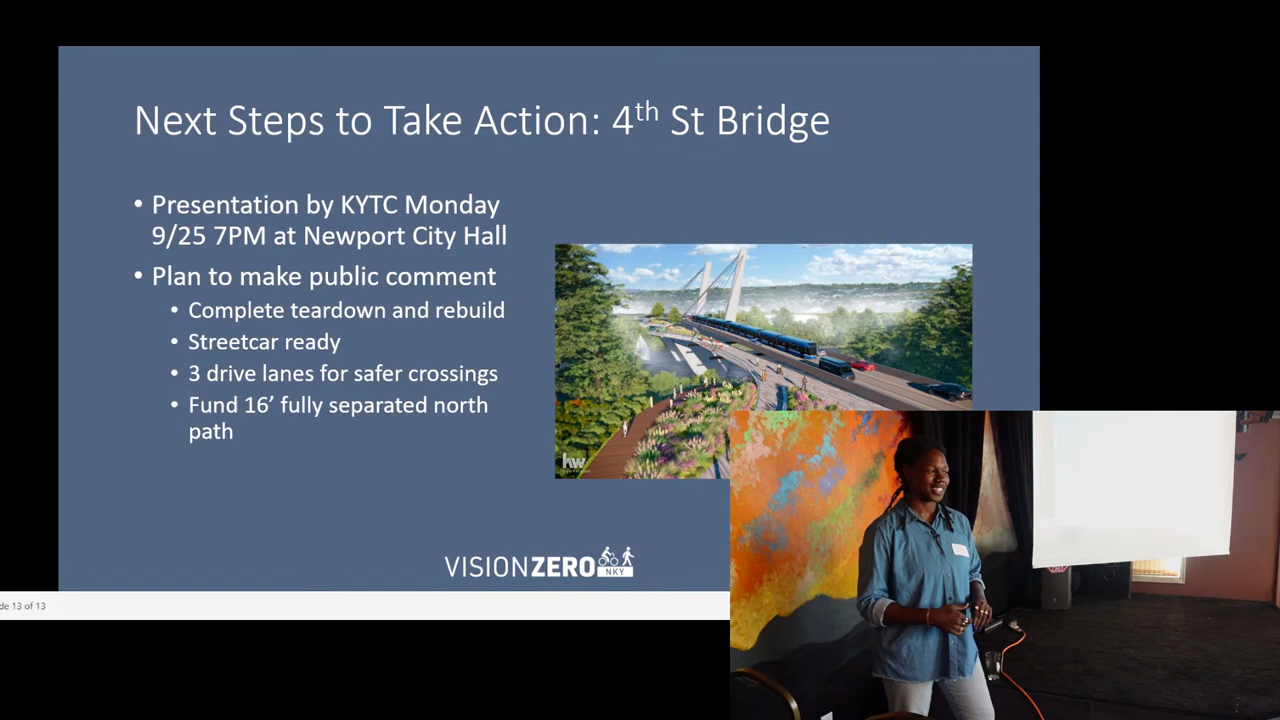 Next Steps to Take Action: 4th St Bridge
• Presentation by KYTC Monday
9/25 7PM at Newport City Hall
• Plan to make public comment
• Complete teardown and rebuild
• Streetcar ready
• 3 drive lanes for safer crossings
• Fund 16’ fully separated north
path
hw
VISIONZERO
NKY
de 13 of 13